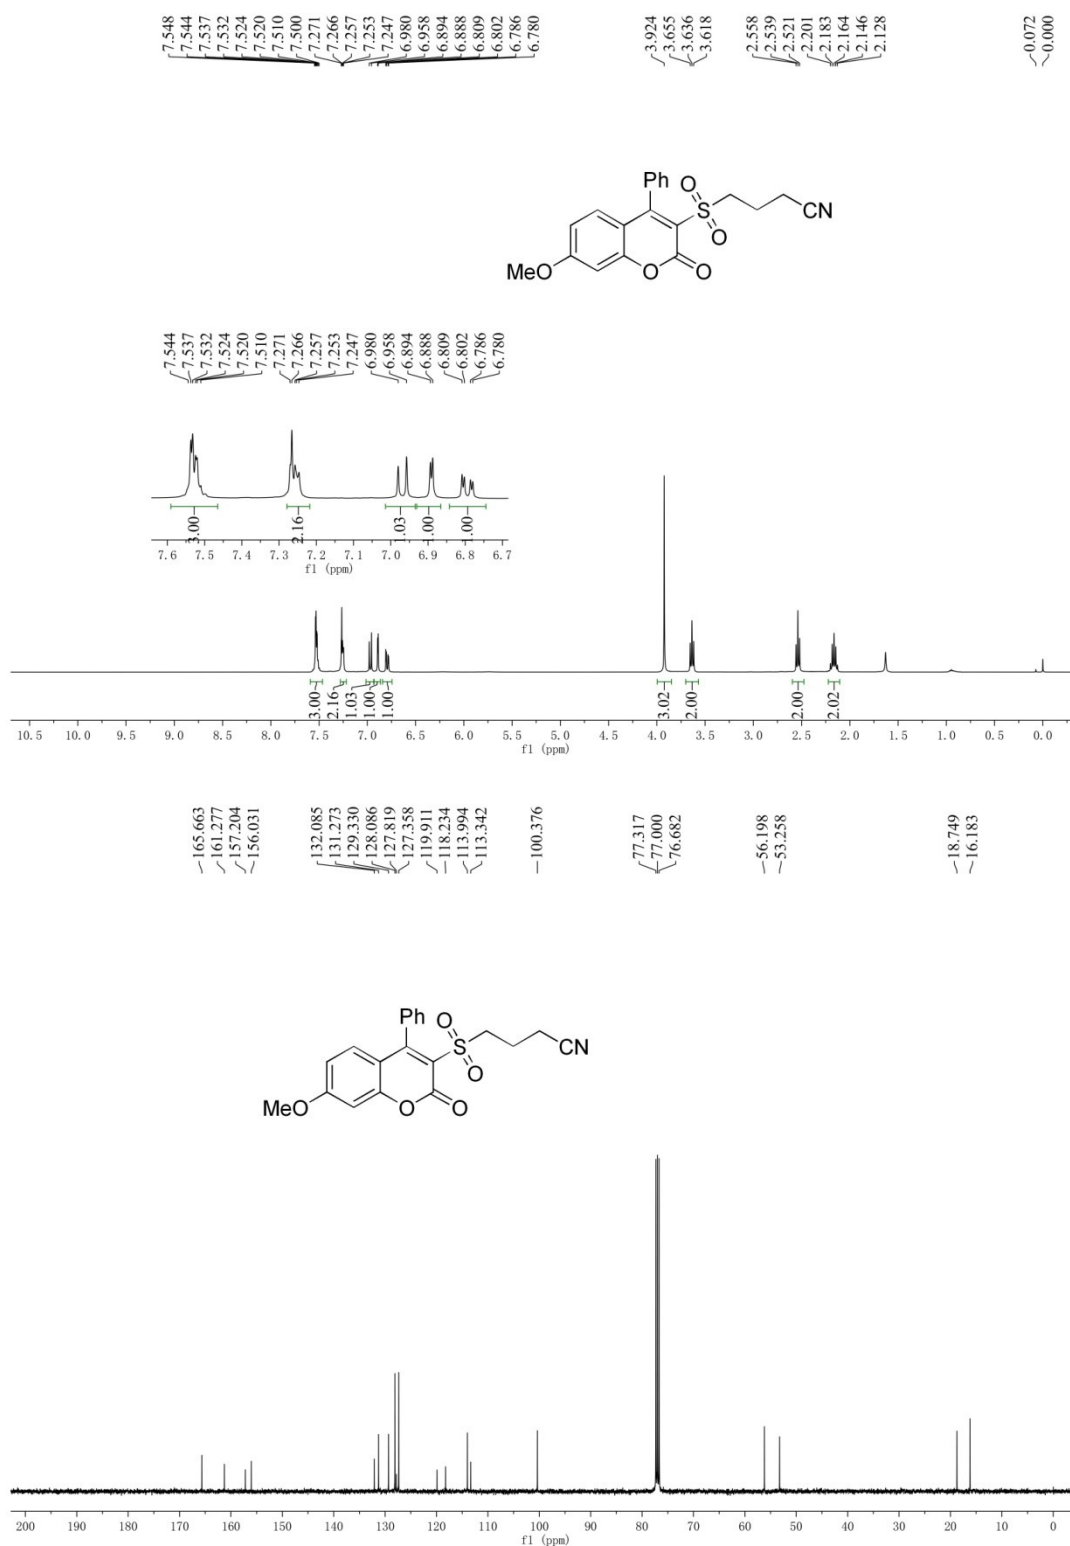 7.548 7.544 7.537 7.532 7.524 7.520 7.510 7.500 7.271 7.266 7.257 7.253 7.247 6.980 6.958 6.894 6.888 6.809 6.802 6.786 6.780 3.924 3.655 3.636 3.618 2.558 2.539 2.521 2.201 2.183 2.164 2.146 2.128 0.072 0.000
Ph O
S CN
O
MeO O O
7.544 7.537 7.532 7.524 7.520 7.510 7.271 7.266 7.257 7.253 7.247 6.980 6.958 6.894 6.888 6.809 6.802 6.786 6.780
3.00 2.16 1.03 1.00 1.00
7.6 7.5 7.4 7.3 7.2 7.1 7.0 6.9 6.8 6.7
f1 (ppm)
3.00 2.16 1.03 1.00 1.00 3.02 2.00 2.00 2.02
10.5 10.0 9.5 9.0 8.5 8.0 7.5 7.0 6.5 6.0 5.5 5.0 4.5 4.0 3.5 3.0 2.5 2.0 1.5 1.0 0.5 0.0
f1 (ppm)
165.663 161.277 157.204 156.031 132.085 131.273 129.330 128.086 127.819 127.358 119.911 118.234 113.994 113.342 100.376 77.317 77.000 76.682 56.198 53.258 18.749 16.183
Ph O
S CN
O
MeO O O
200 190 180 170 160 150 140 130 120 110 100 90 80 70 60 50 40 30 20 10 0
f1 (ppm)